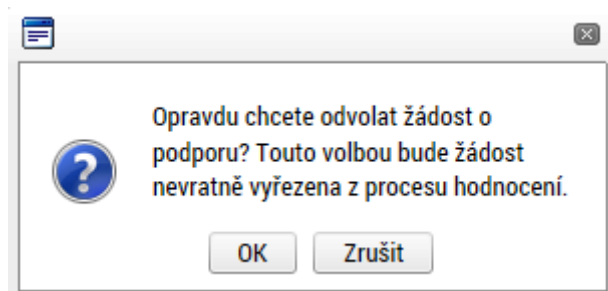 Opravdu chcete odvolat žádost o
podporu? Touto volbou bude žádost
nevratně vyřezena z procesu hodnocení.
OK
Zrušit